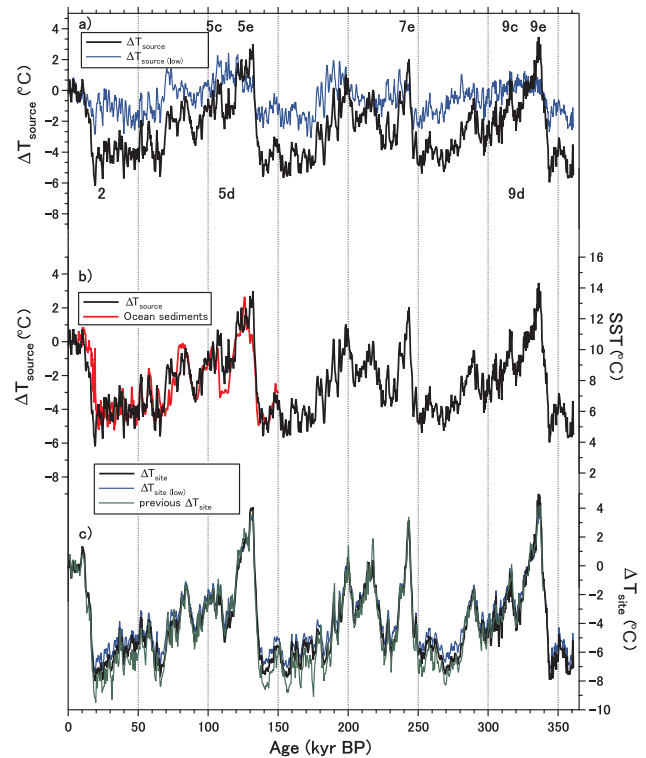 a)
5c 5e 7e 9c 9e
ΔTsource
ΔTsource (low)
4
2
0
-2
-4
-6
-8
ΔTsource (°C)
2 5d 9d
b)
ΔTsource
Ocean sediments
4
2
0
-2
-4
-6
-8
ΔTsource (°C)
16
14
12
10
8
6
4
2
SST (°C)
ΔTsite
ΔTsite (low)
previous ΔTsite
c)
4
2
0
-2
-4
-6
-8
-10
ΔTsite (°C)
0 50 100 150 200 250 300 350
Age (kyr BP)